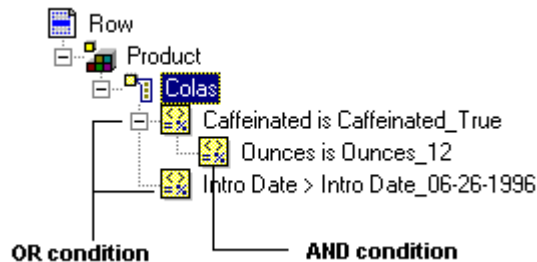 Row
Product
Colas
Caffeinated is Caffeinated_True
Ounces is Ounces_12
Intro Date > Intro Date_06-26-1996
OR condition
AND condition